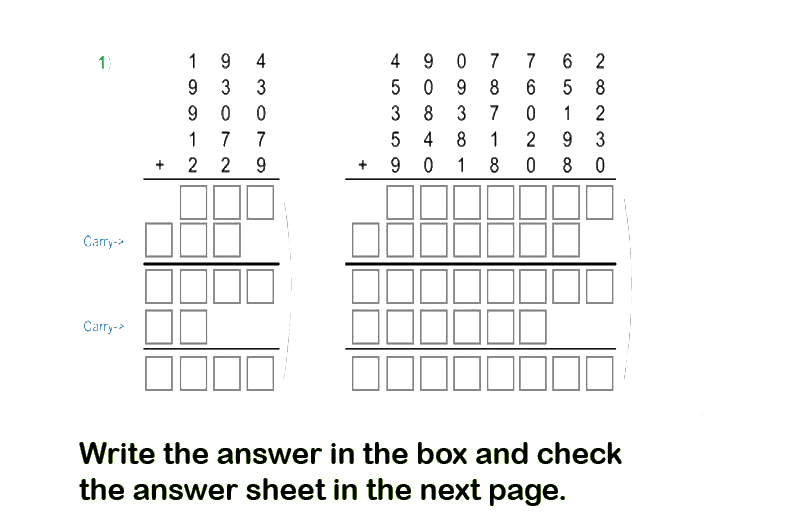 1) 1 9 4 4 9 0 7 7 6 2
9 3 3 5 0 9 8 6 5 8
9 0 0 3 8 3 7 0 1 2
1 7 7 5 4 8 1 2 9 3
+ 2 2 9 + 9 0 1 8 0 8 0
Carry->
Carry->
Write the answer in the box and check
the answer sheet in the next page.